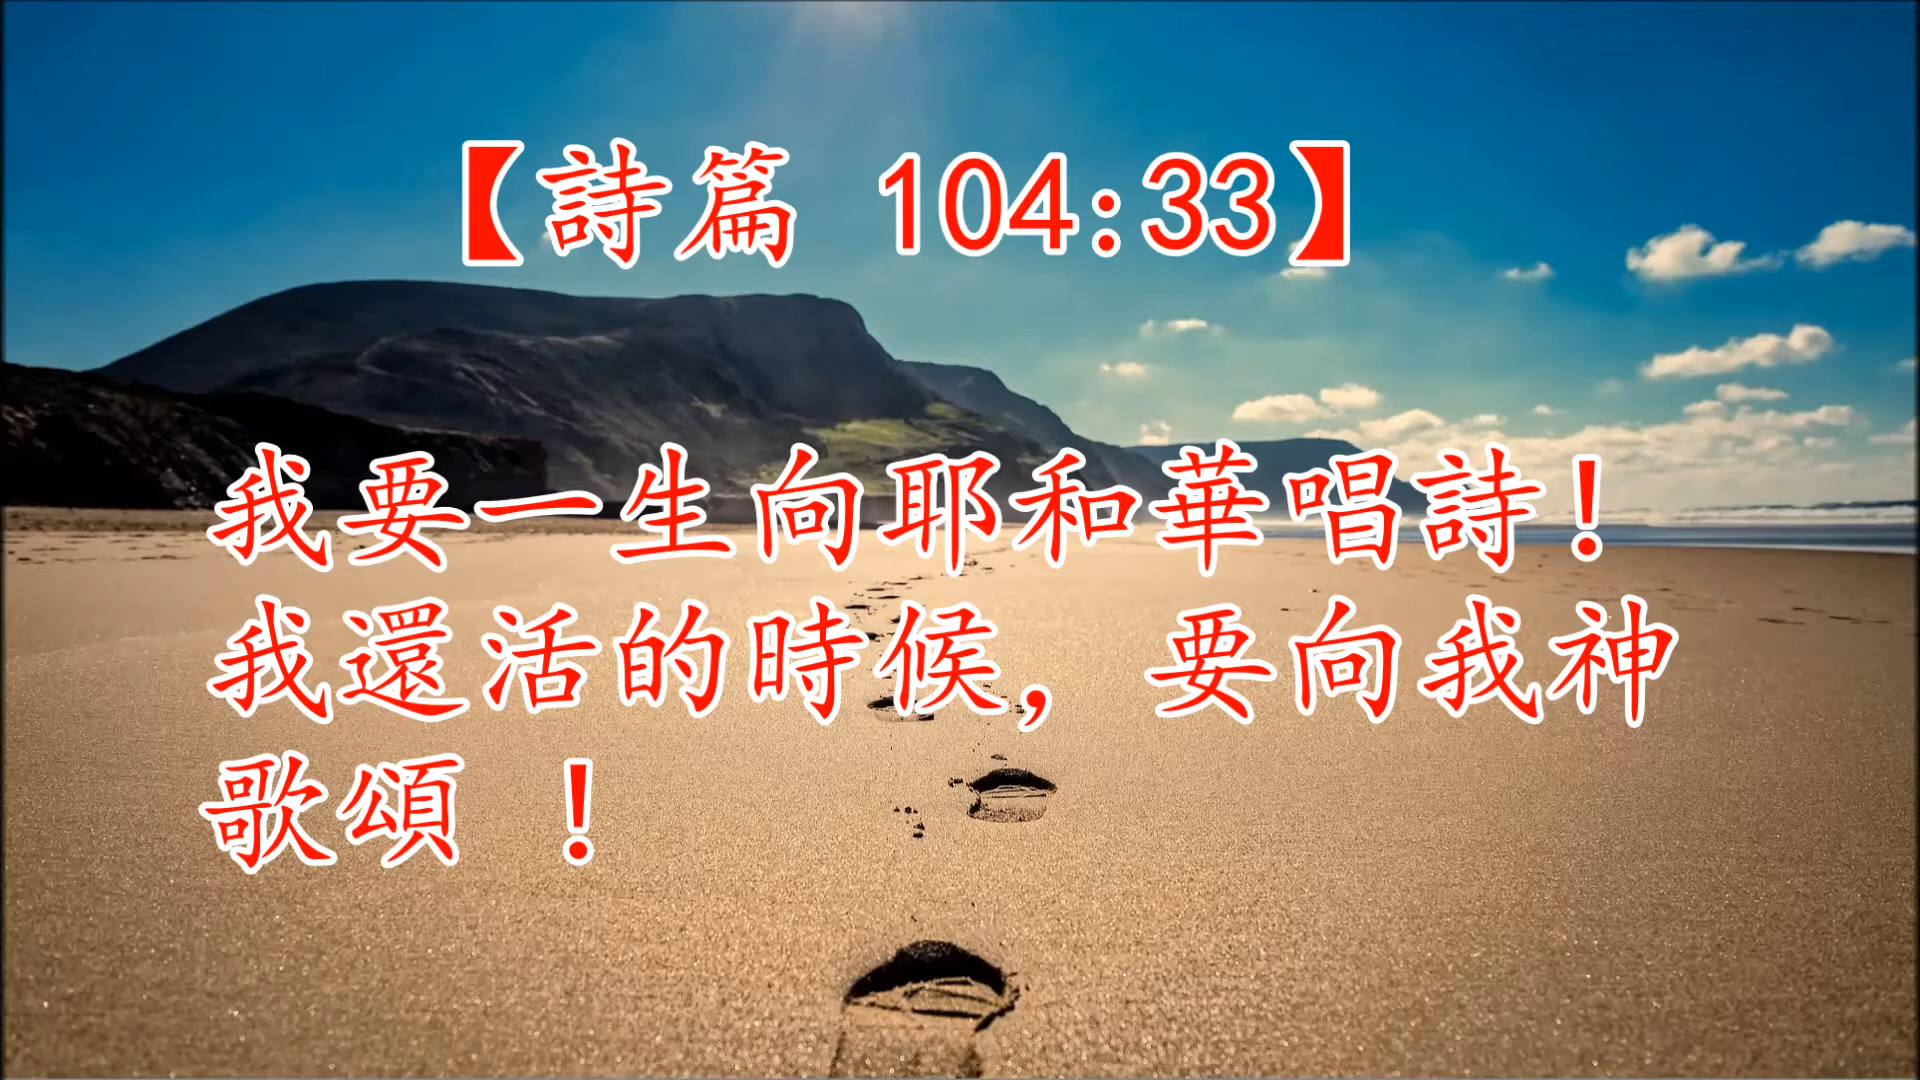 【詩篇 104:33】
我要一生向耶和華唱詩！
我還活的時候，要向我神
歌頌 ！